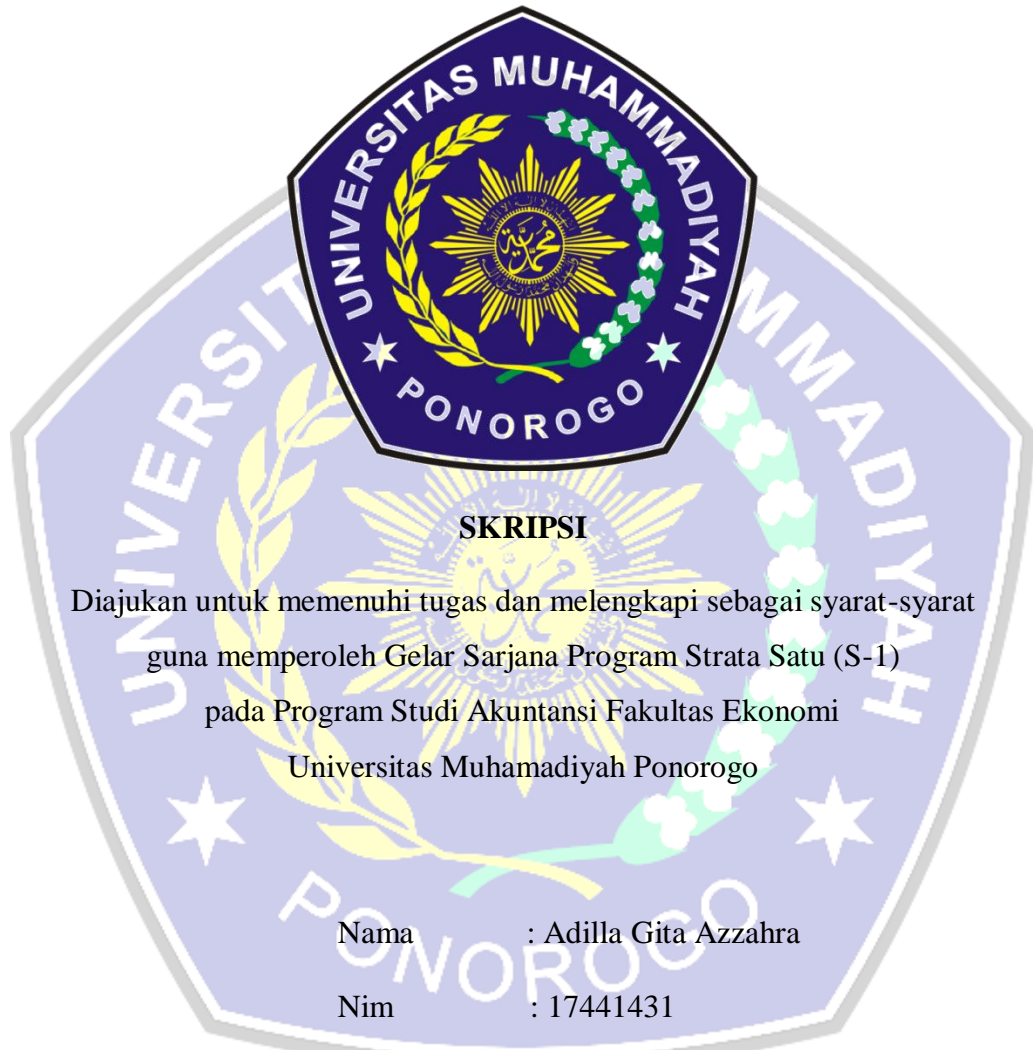 UNIVERSITAS MUHAMMADIYAH
PONOROGO
SKRIPSI
Diajukan untuk memenuhi tugas dan melengkapi sebagai syarat-syarat
guna memperoleh Gelar Sarjana Program Strata Satu (S-1)
pada Program Studi Akuntansi Fakultas Ekonomi
Universitas Muhamadiyah Ponorogo
Nama : Adilla Gita Azzahra
Nim : 17441431